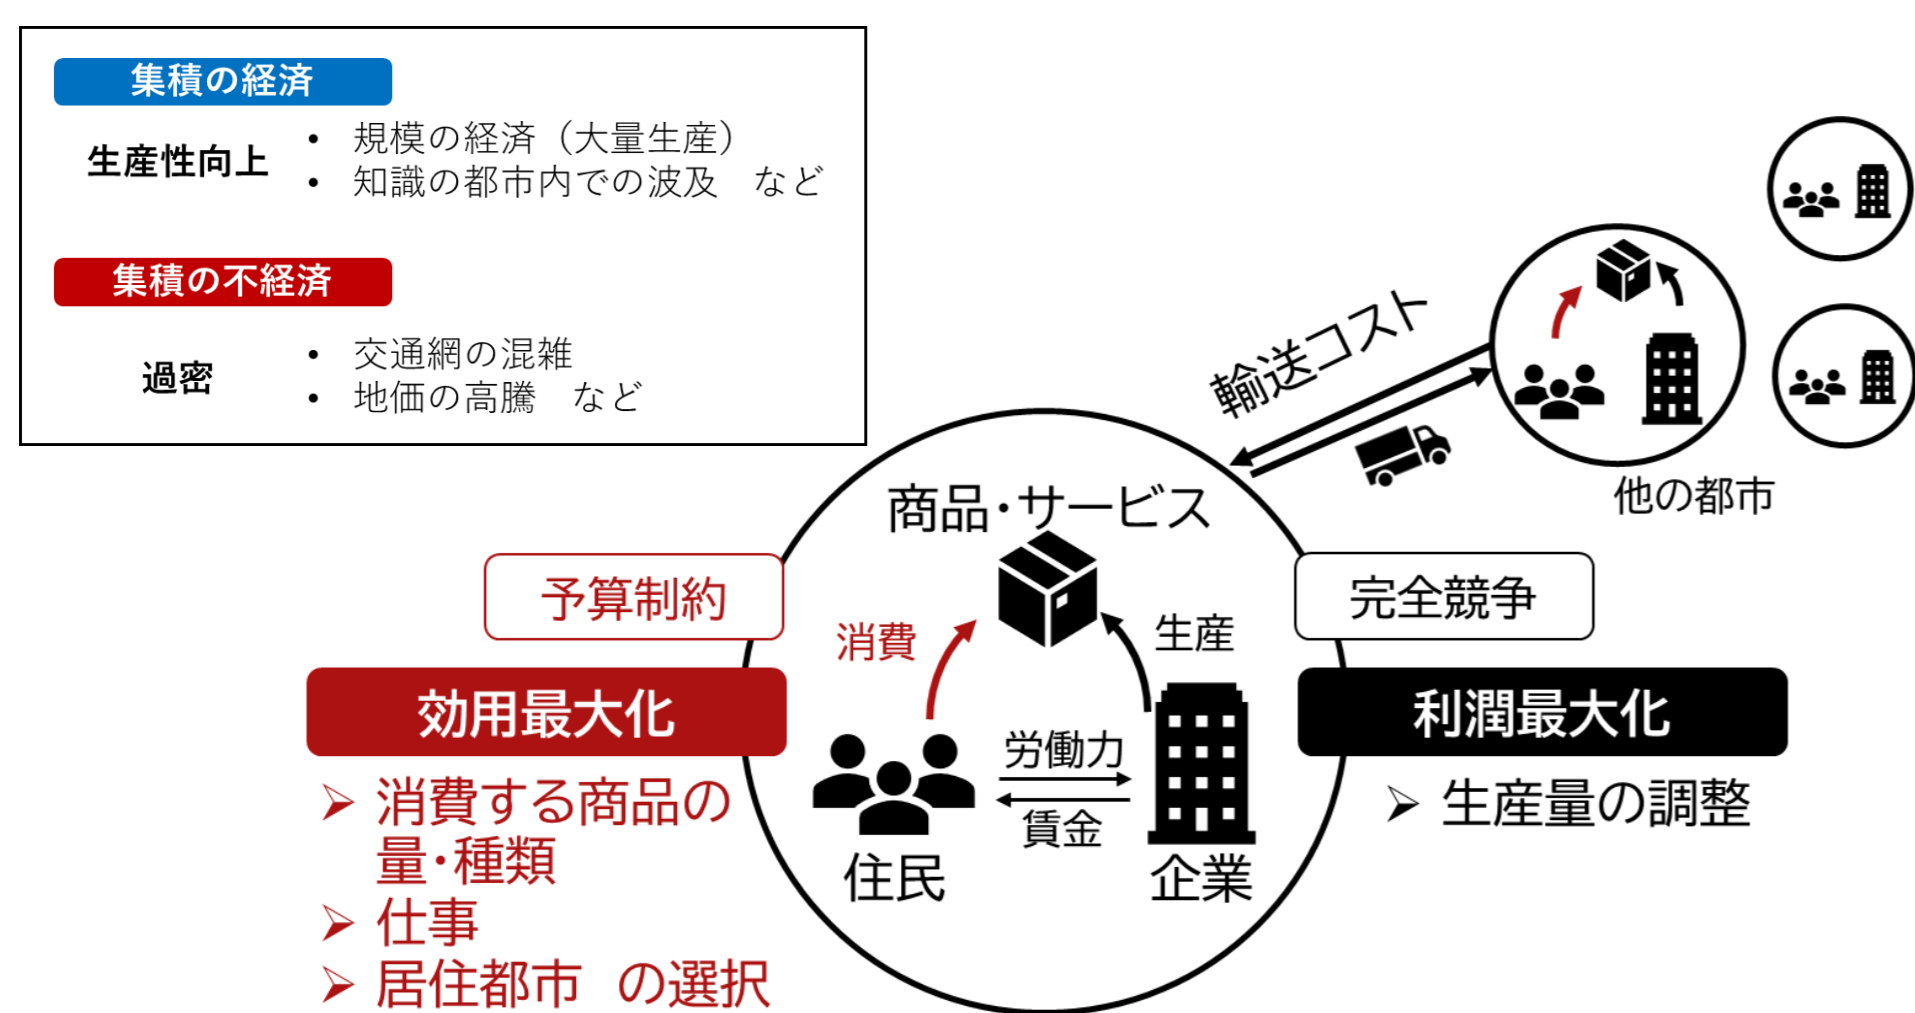 集積の経済
生産性向上
• 規模の経済（大量生産）
• 知識の都市内での波及　など
集積の不経済
過密
• 交通網の混雑
• 地価の高騰　など
輸送コスト
他の都市
商品・サービス
予算制約
完全競争
消費
生産
効用最大化
利潤最大化
労働力
賃金
住民
企業
➢ 消費する商品の
量・種類
➢ 仕事
➢ 居住都市　の選択
➢ 生産量の調整